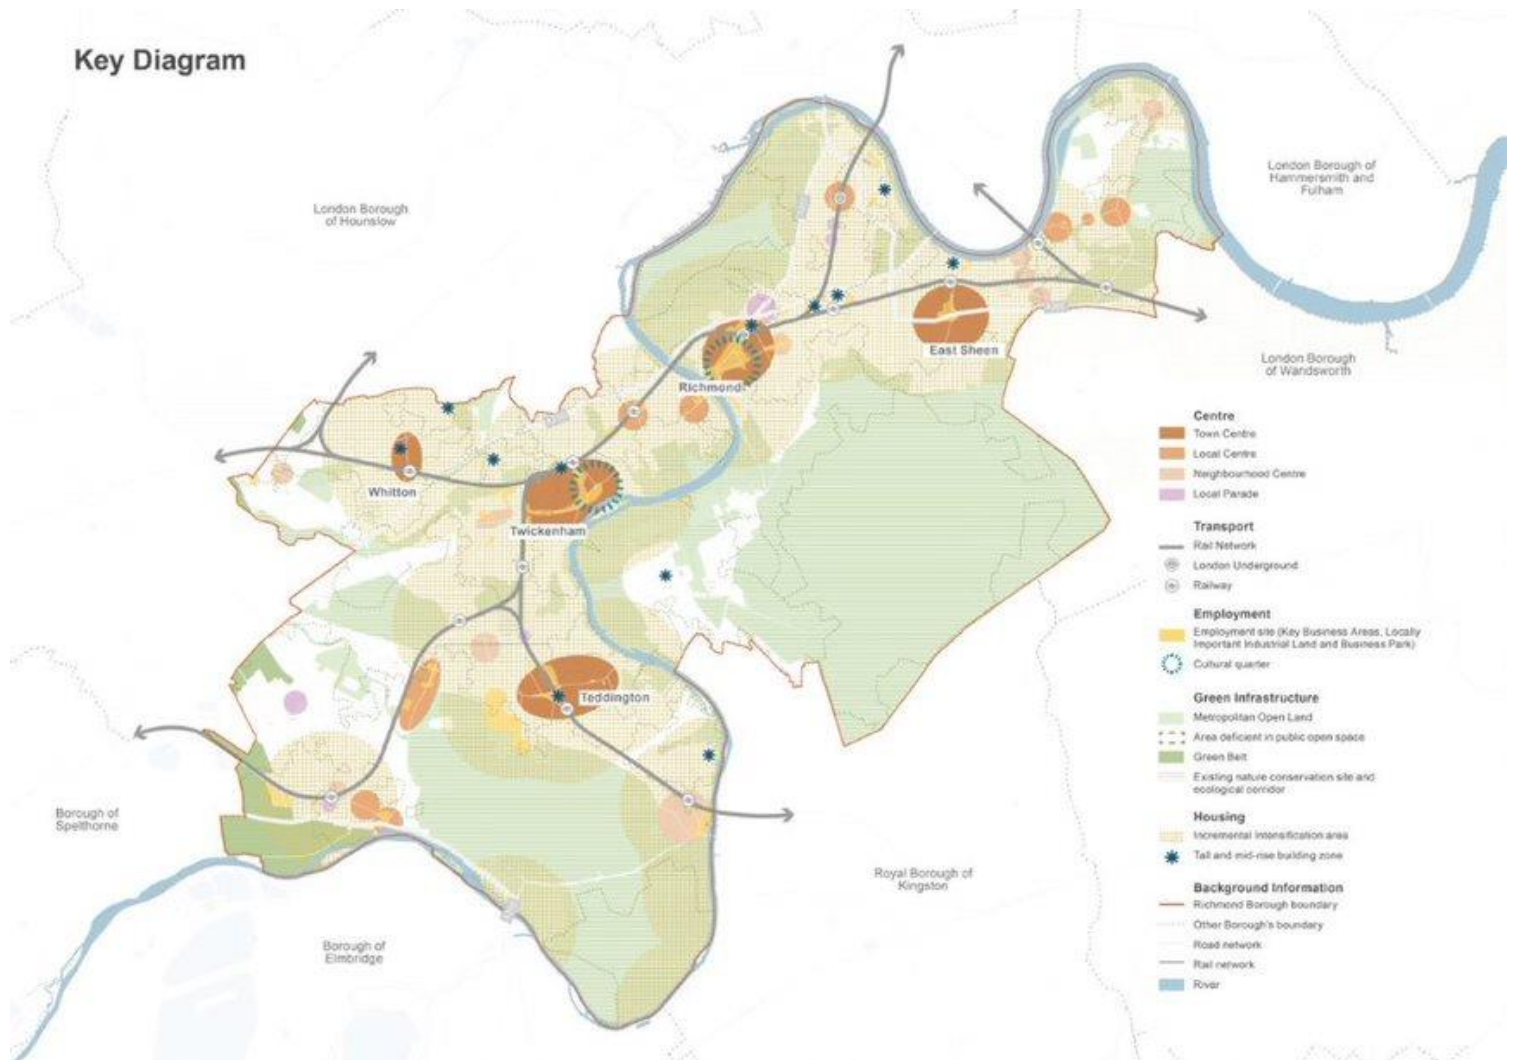 Key Diagram
London Borough of
Hammersmith and
Fulham
London Borough
of Hounslow
East Sheen
London Borough
of Wandsworth
Richmond
Whitton
Twickenham
Teddington
Borough of
Spelthorne
Royal Borough of
Kingston
Borough of
Elmbridge
Centre
Town Centre
Local Centre
Neighbourhood Centre
Local Parade
Transport
Rail Network
London Underground
Railway
Employment
Employment site (Key Business Areas, Locally
Important Industrial Land and Business Park)
Cultural quarter
Green Infrastructure
Metropolitan Open Land
Area deficient in public open space
Green Belt
Existing nature conservation site and
ecological corridor
Housing
Incremental intensification area
Tall and mid-rise building zone
Background Information
Richmond Borough boundary
Other Borough's boundary
Road network
Rail network
River